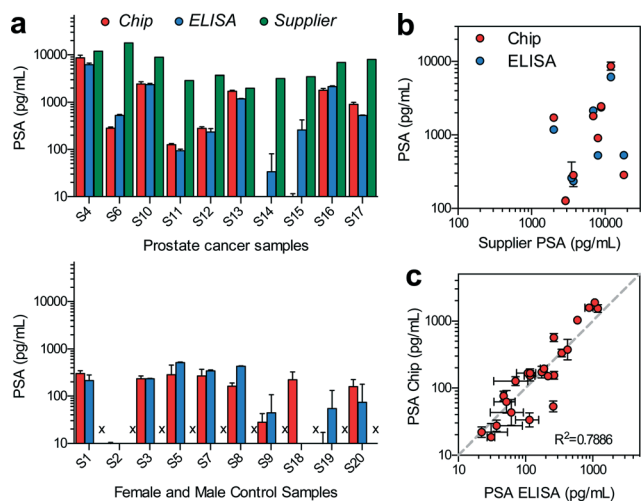 a
Chip ELISA Supplier
10000
1000
100
10
PSA (pg/mL)
S4 S6 S10 S11 S12 S13 S14 S15 S16 S17
Prostate cancer samples
10000
1000
100
10
PSA (pg/mL)
x x x x x x x x x x
S1 S2 S3 S5 S7 S8 S9 S18 S19 S20
Female and Male Control Samples
b
Chip
ELISA
10000
1000
100
PSA (pg/mL)
100 1000 10000
Supplier PSA (pg/mL)
c
1000
100
10
PSA Chip (pg/mL)
R2=0.7886
10 100 1000
PSA ELISA (pg/mL)